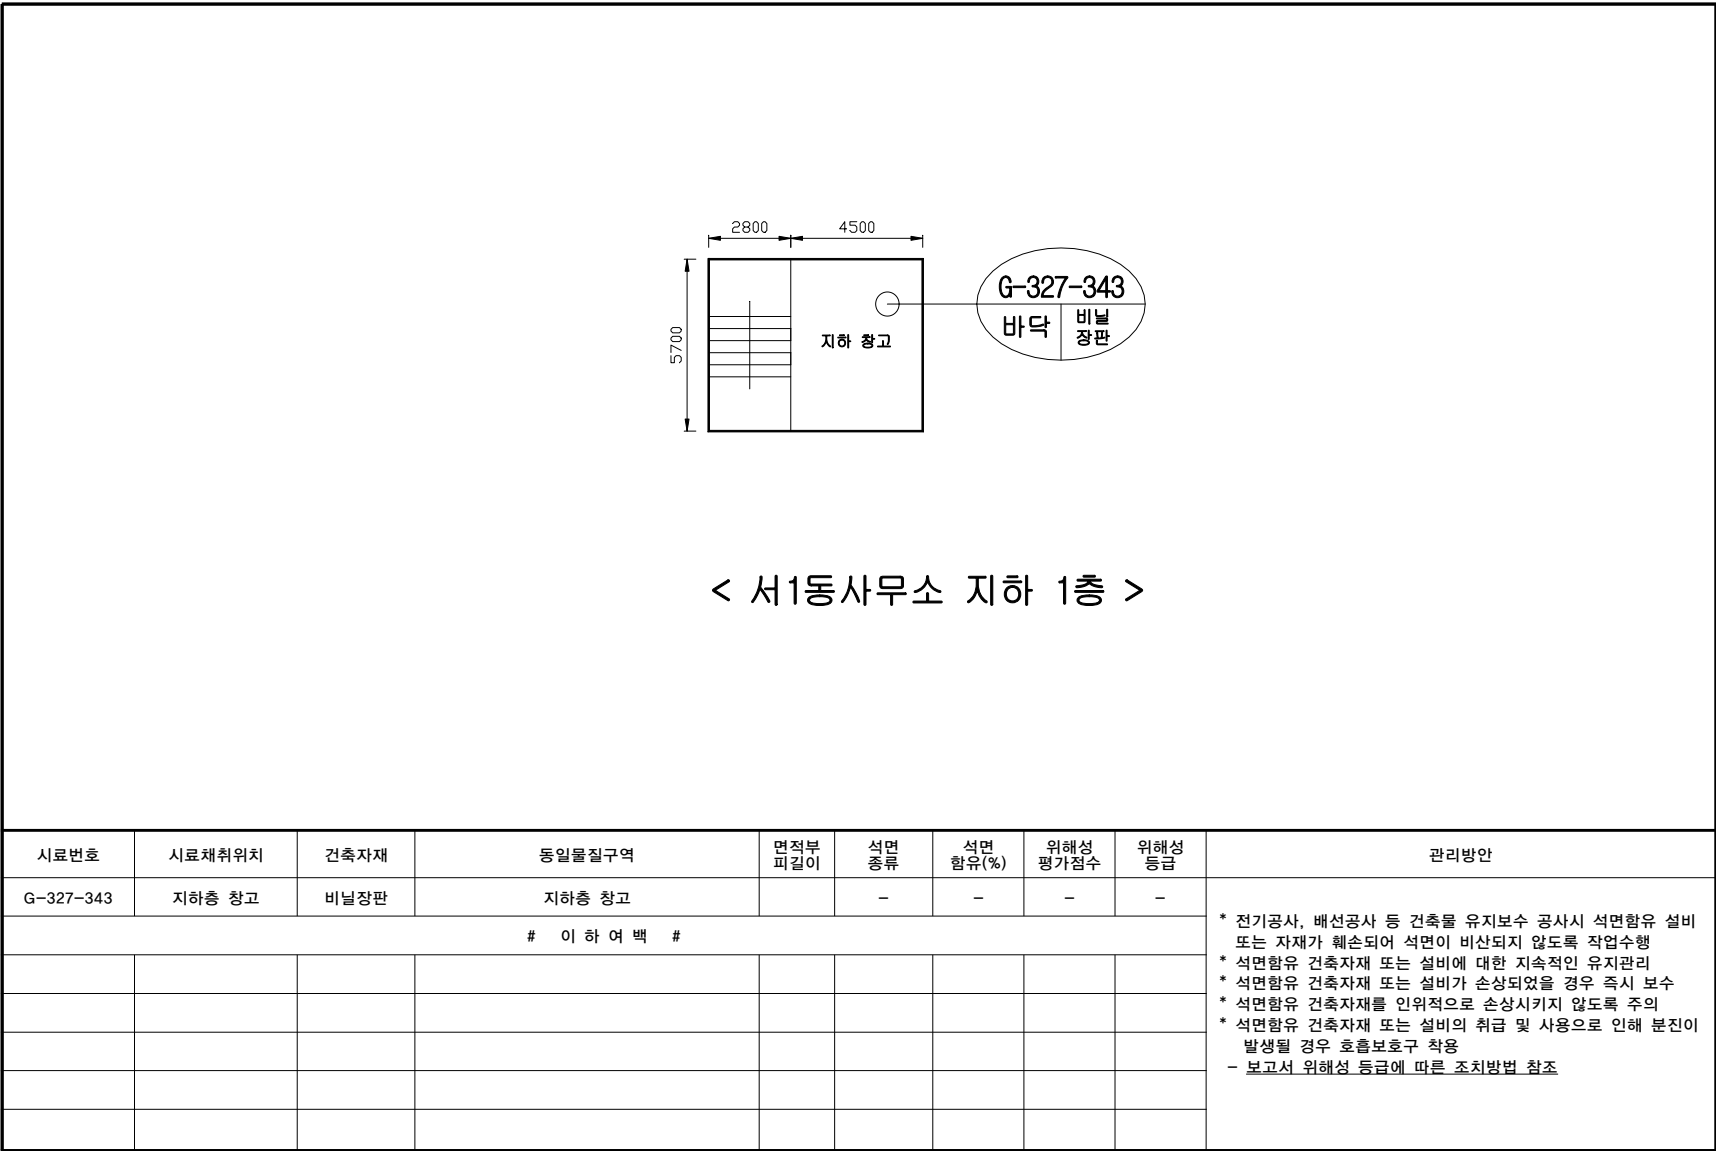 2800 4500
5700
G-327-343
바닥 비닐
장판
지하 창고
< 서1동사무소 지하 1층 >
시료번호 시료채취위치 건축자재 동일물질구역 면적부 피길이 석면 종류 석면 함유(%) 위해성 평가점수 위해성 등급 관리방안
G-327-343 지하층 창고 비닐장판 지하층 창고 - - - -
# 이 하 여 백 #
* 전기공사, 배선공사 등 건축물 유지보수 공사시 석면함유 설비
또는 자재가 훼손되어 석면이 비산되지 않도록 작업수행
* 석면함유 건축자재 또는 설비에 대한 지속적인 유지관리
* 석면함유 건축자재 또는 설비가 손상되었을 경우 즉시 보수
* 석면함유 건축자재를 인위적으로 손상시키지 않도록 주의
* 석면함유 건축자재 또는 설비의 취급 및 사용으로 인해 분진이
발생될 경우 호흡보호구 착용
- 보고서 위해성 등급에 따른 조치방법 참조